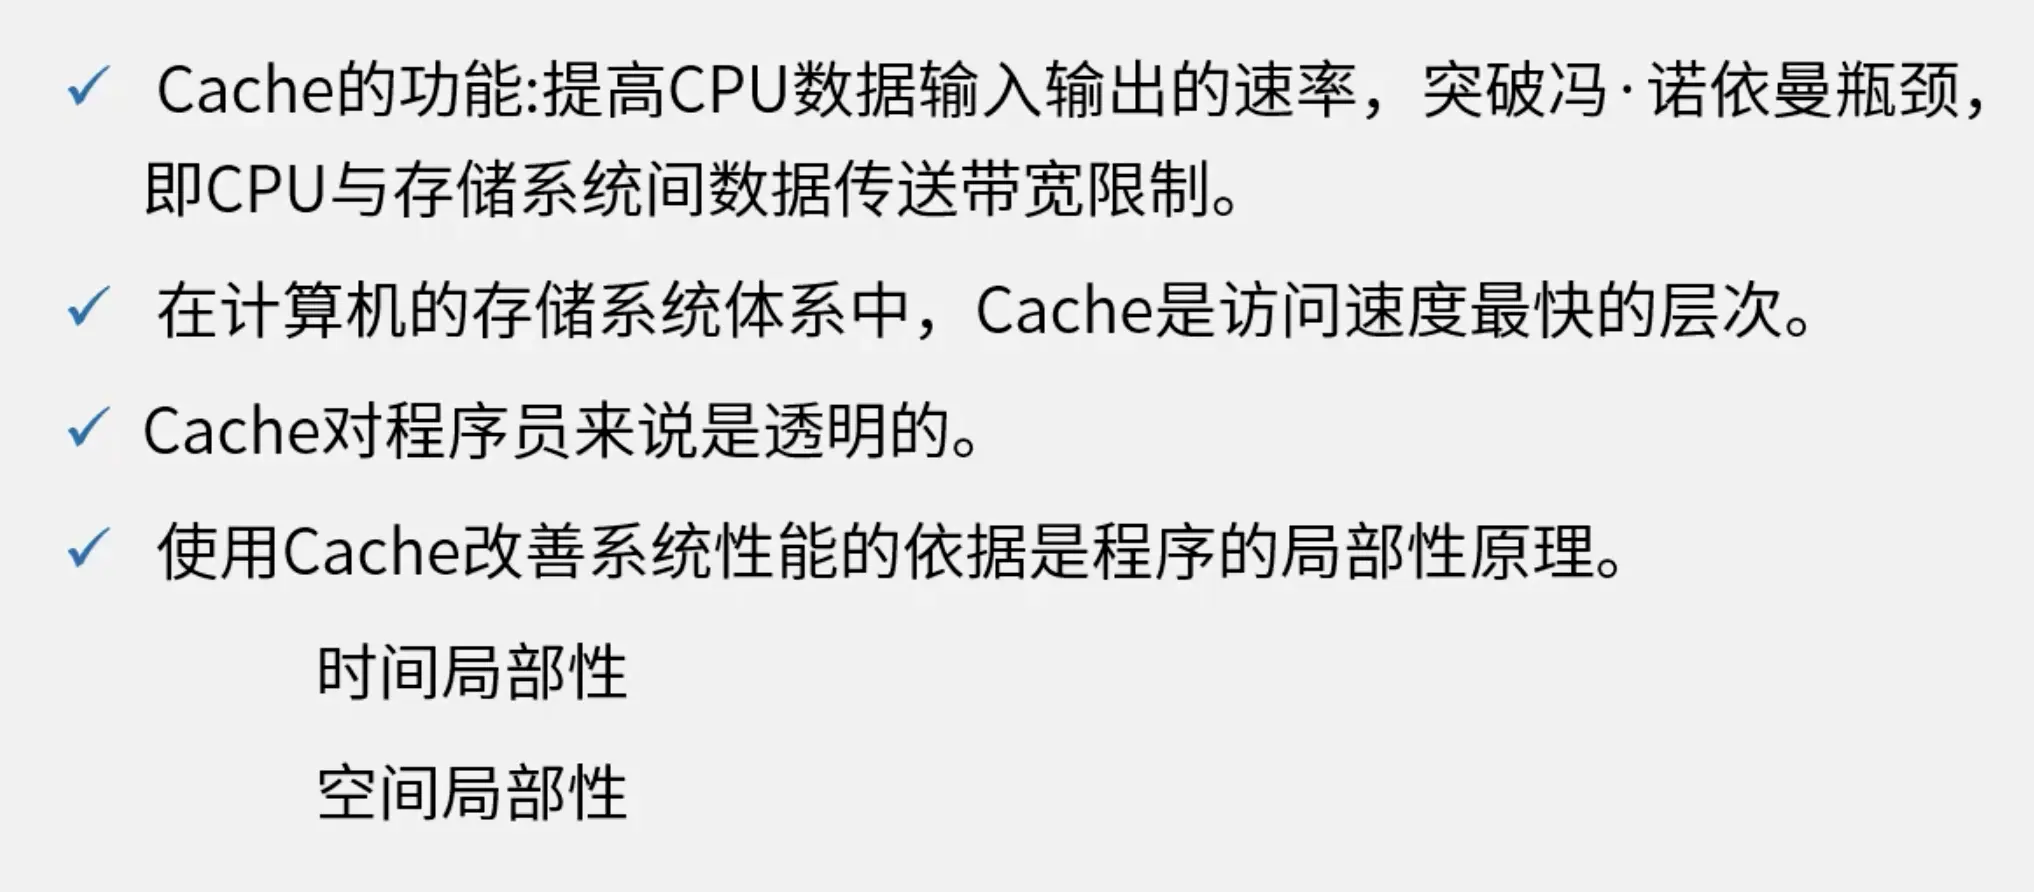 ✓ Cache的功能:提高CPU数据输入输出的速率，突破冯·诺依曼瓶颈，
即CPU与存储系统间数据传送带宽限制。
✓ 在计算机的存储系统体系中，Cache是访问速度最快的层次。
✓ Cache对程序员来说是透明的。
✓ 使用Cache改善系统性能的依据是程序的局部性原理。
时间局部性
空间局部性